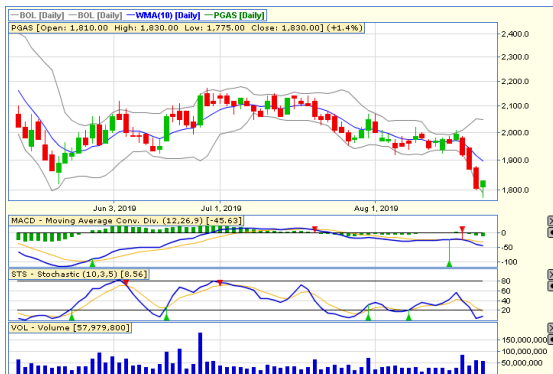 BOL [Daily] BOL [Daily] WMA(10) [Daily] PGAS [Daily]
PGAS [Open: 1,810.00 High: 1,830.00 Low: 1,775.00 Close: 1,830.00] (+1.4%)
2,400.0
2,300.0
2,200.0
2,100.0
2,000.0
1,900.0
1,800.0
Jun 3, 2019 Jul 1, 2019 Aug 1, 2019
MACD - Moving Average Conv. Div. (12,26,9) [-45.63]
0
-50
-100
STS - Stochastic (10,3,5) [8.56]
80
60
40
20
VOL - Volume [57,979,800]
150,000,000
100,000,000
50,000,000